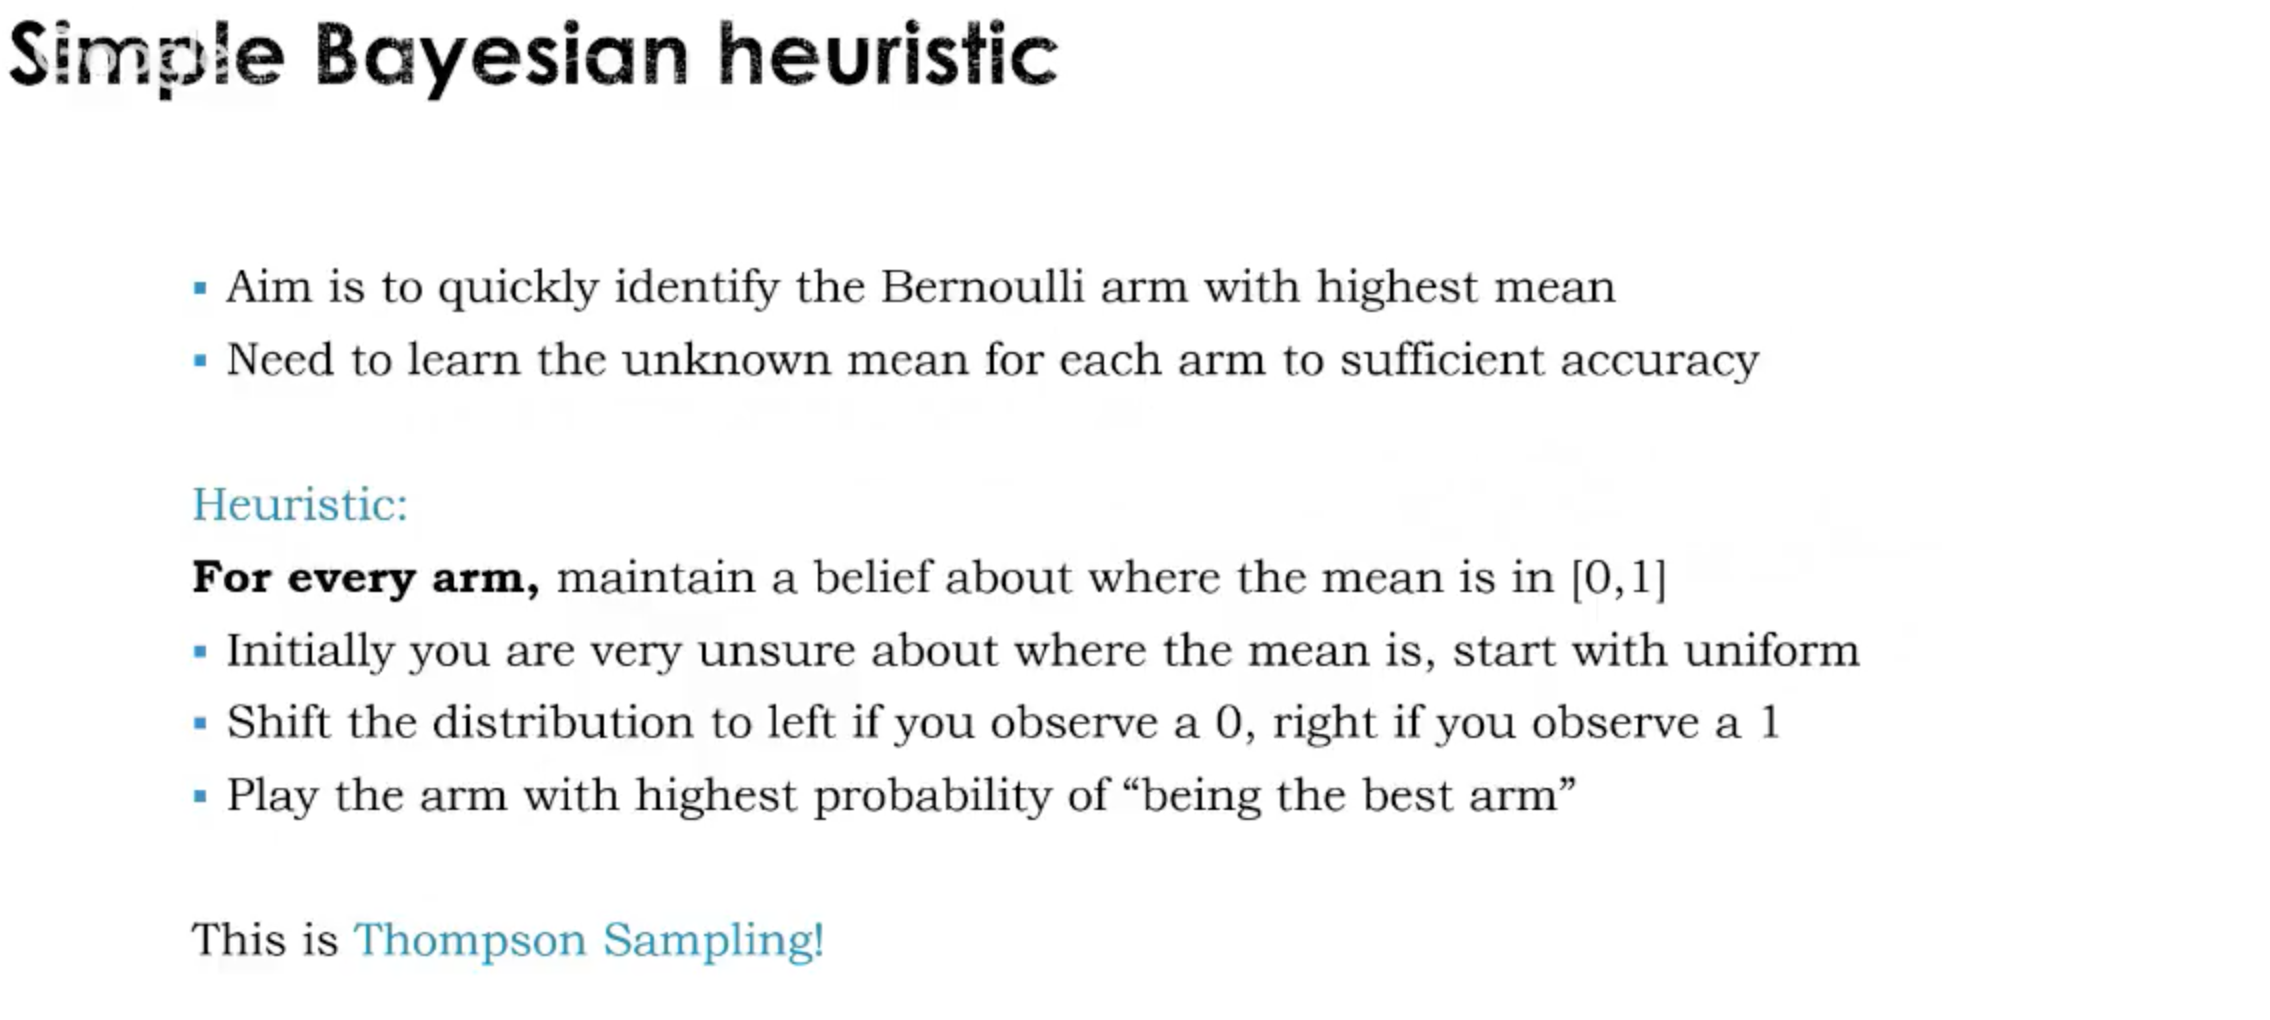 Simple Bayesian heuristic
Google
▪ Aim is to quickly identify the Bernoulli arm with highest mean
▪ Need to learn the unknown mean for each arm to sufficient accuracy
Heuristic:
For every arm, maintain a belief about where the mean is in [0,1]
▪ Initially you are very unsure about where the mean is, start with uniform
▪ Shift the distribution to left if you observe a 0, right if you observe a 1
▪ Play the arm with highest probability of “being the best arm”
This is Thompson Sampling!